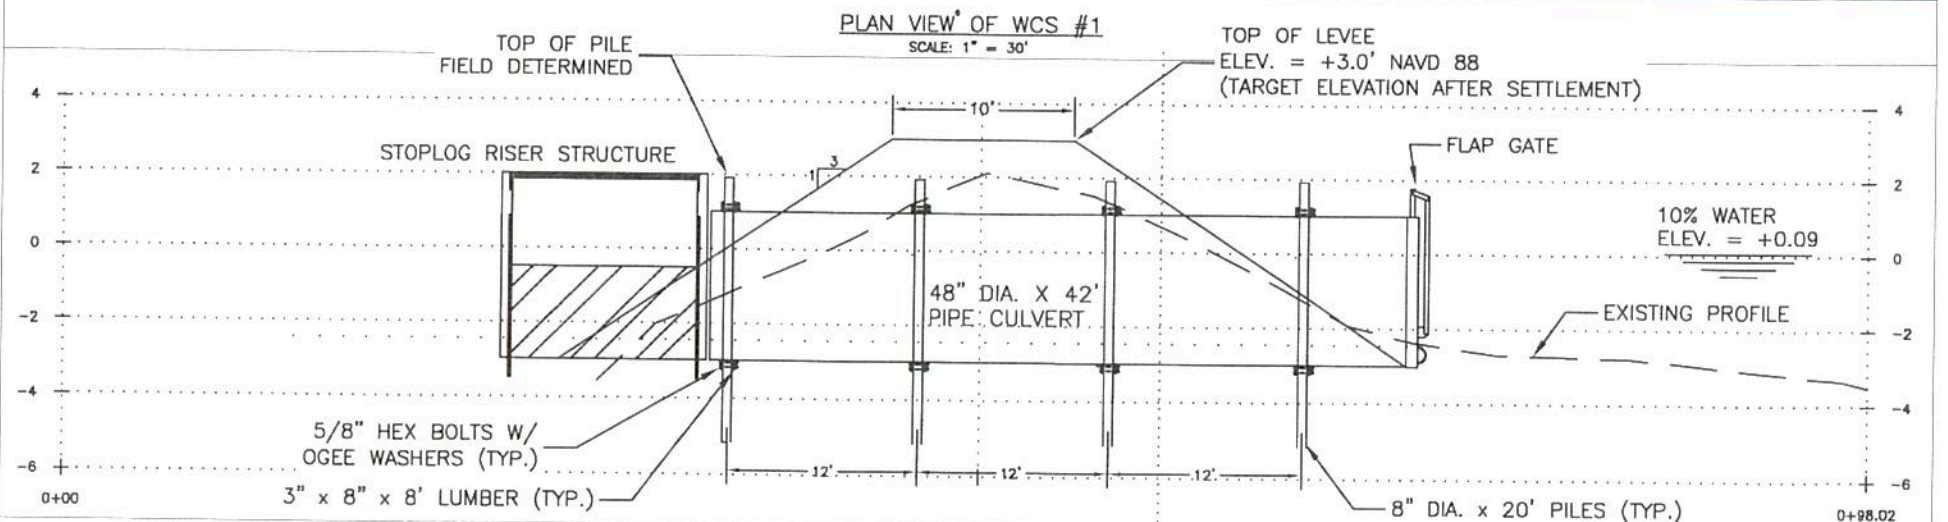 PLAN VIEW OF WCS #1
SCALE: 1" = 30'
TOP OF PILE
FIELD DETERMINED
TOP OF LEVEE
ELEV. = +3.0' NAVD 88
(TARGET ELEVATION AFTER SETTLEMENT)
4
10'
4
STOPLOG RISER STRUCTURE
3
1
FLAP GATE
2
2
10% WATER
ELEV. = +0.09
0
0
48" DIA. X 42'
PIPE CULVERT
EXISTING PROFILE
-2
-2
-4
-4
5/8" HEX BOLTS W/
OGEE WASHERS (TYP.)
12'
12'
12'
-6
-6
0+00
3" x 8" x 8' LUMBER (TYP.)
8" DIA. x 20' PILES (TYP.)
0+98.02